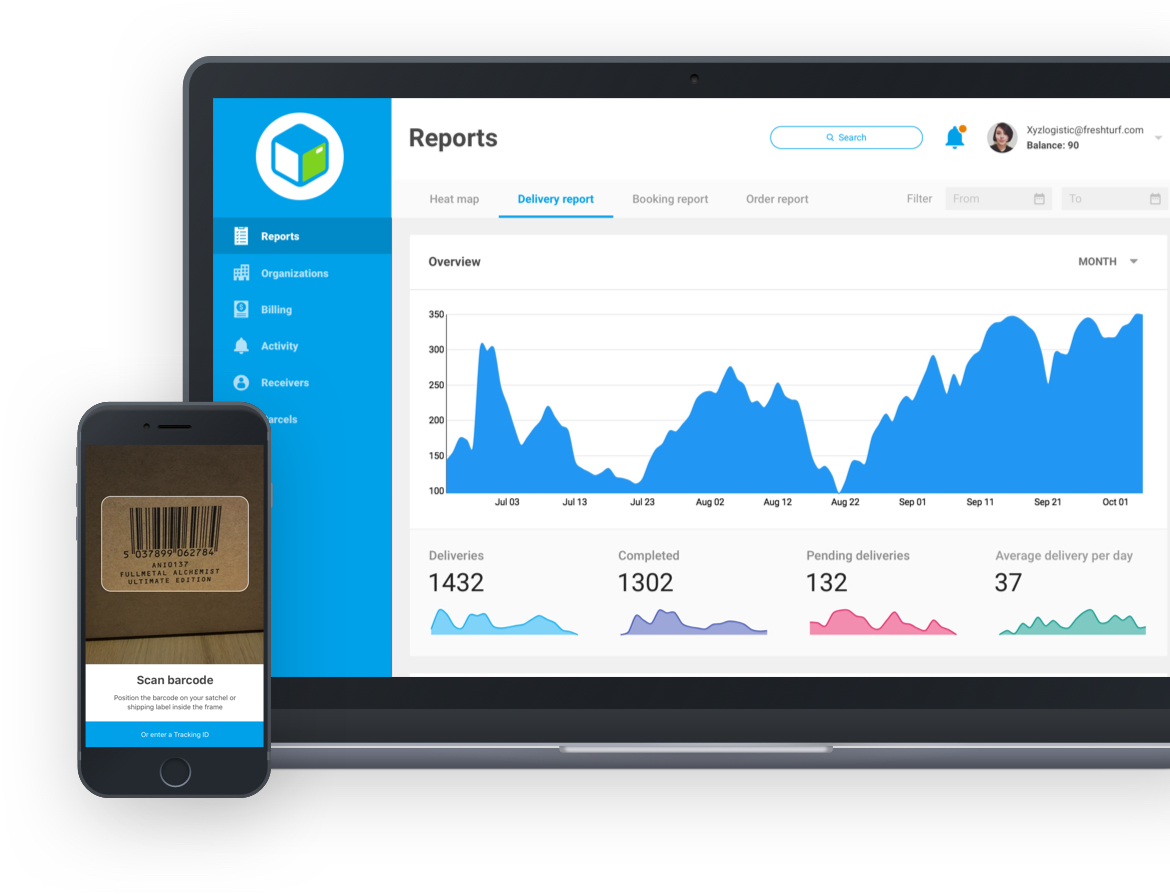 Reports
Search
Xyzlogistic@freshturf.com
Balance: 90
Heat map
Delivery report
Booking report
Order report
Filter
From
To
Reports
Organizations
Billing
Activity
Receivers
arcels
Overview
MONTH
350
300
250
200
150
100
Jul 03 Jul 13 Jul 23 Aug 02 Aug 12 Aug 22 Sep 01 Sep 11 Sep 21 Oct 01
Deliveries
1432
Completed
1302
Pending deliveries
132
Average delivery per day
37
5 037899 062784
ANI0137
FULLMETAL ALCHEMIST
ULTIMATE EDITION
Scan barcode
Position the barcode on your satchel or
shipping label inside the frame
Or enter a Tracking ID